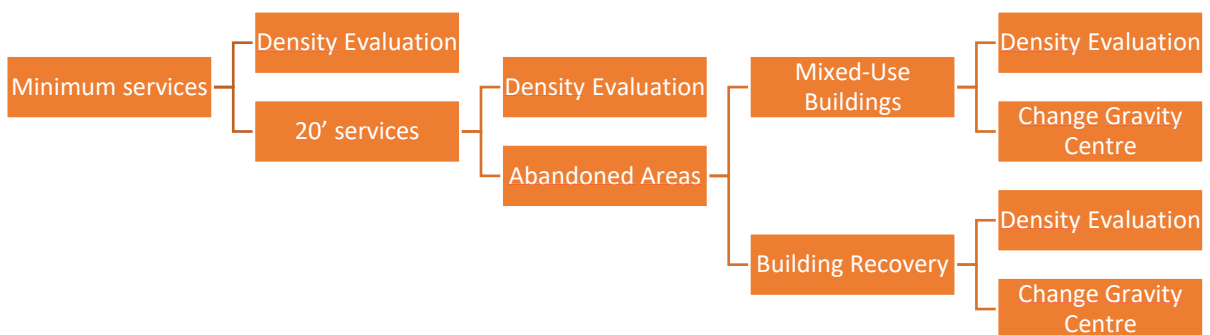 Density Evaluation
Minimum services
20’ services
Density Evaluation
Abandoned Areas
Mixed-Use
Buildings
Building Recovery
Density Evaluation
Change Gravity
Centre
Density Evaluation
Change Gravity
Centre